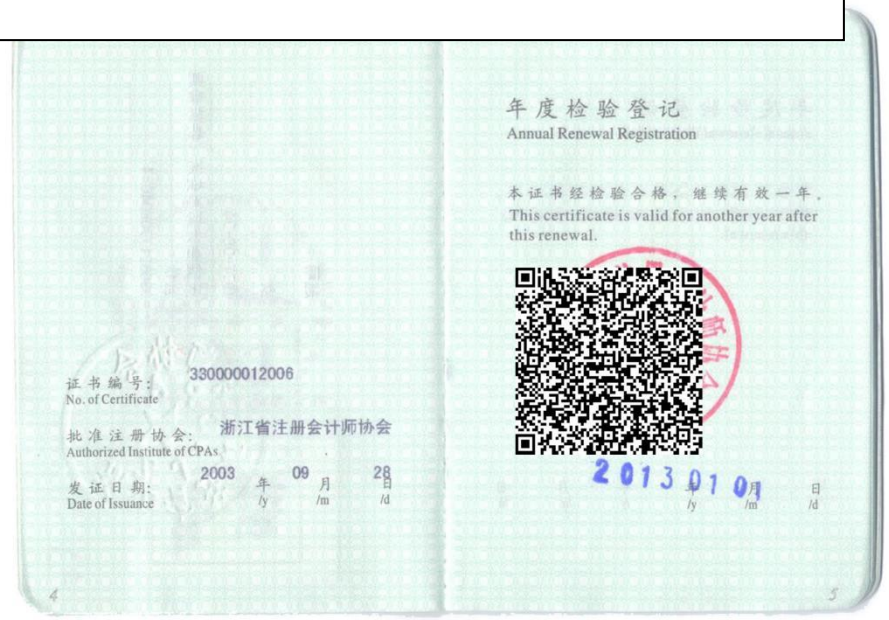 证书编号: 330000012006
No. of Certificate
批准注册协会: 浙江省注册会计师协会
Authorized Institute of CPAs
发证日期: 2003 年 09 月 28 日
Date of Issuance /y /m /d
4
年度检验登记
Annual Renewal Registration
本证书经检验合格，继续有效一年。
This certificate is valid for another year after
this renewal.
2013 01 01
年 月 日
/y /m /d
5